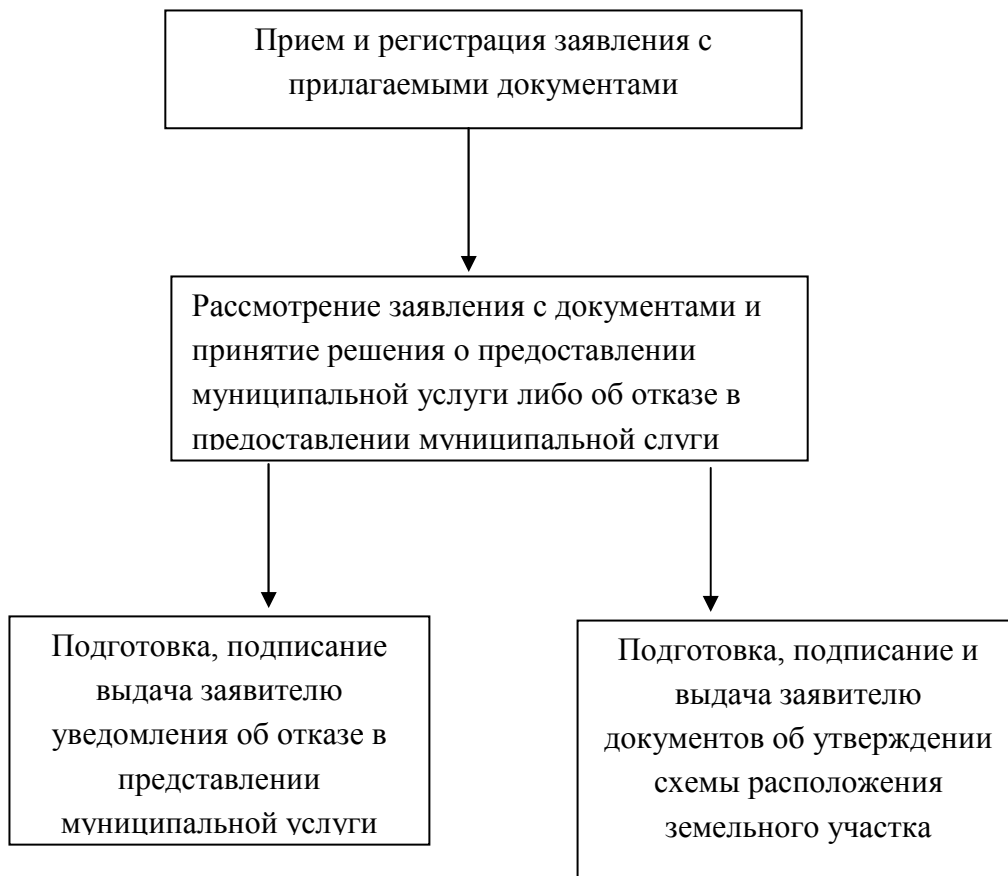 Прием и регистрация заявления с
прилагаемыми документами
Рассмотрение заявления с документами и
принятие решения о предоставлении
муниципальной услуги либо об отказе в
предоставлении муниципальной слуги
Подготовка, подписание
выдача заявителю
уведомления об отказе в
представлении
муниципальной услуги
Подготовка, подписание и
выдача заявителю
документов об утверждении
схемы расположения
земельного участка